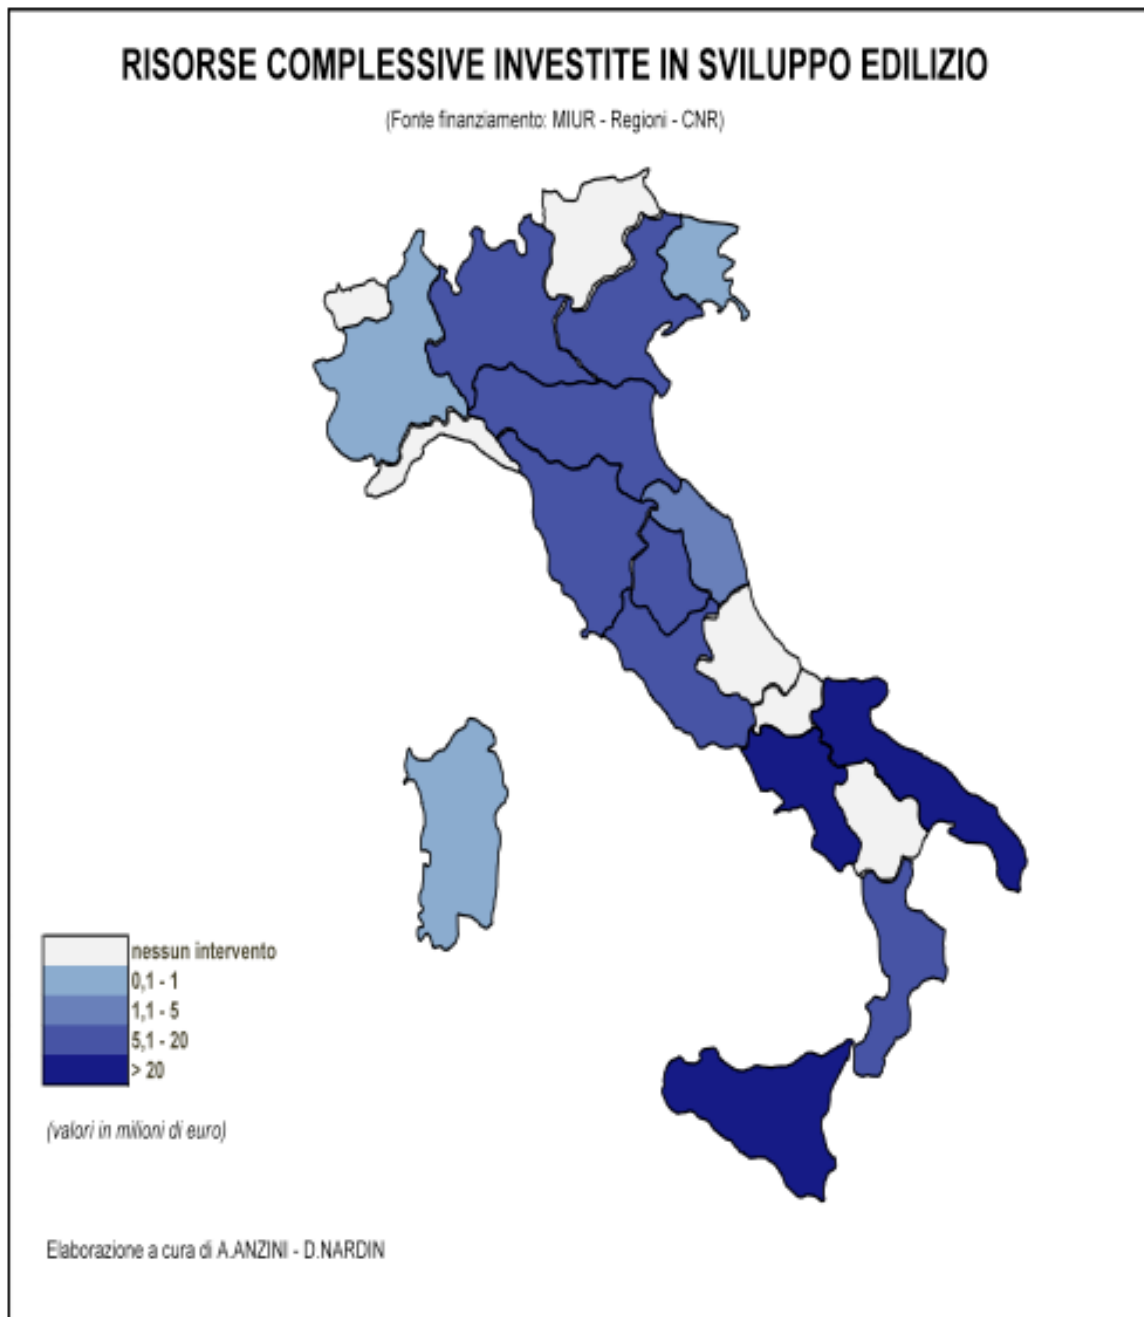 RISORSE COMPLESSIVE INVESTITE IN SVILUPPO EDILIZIO
(Fonte finanziamento: MIUR - Regioni - CNR)
nessun intervento
0,1 - 1
1,1 - 5
5,1 - 20
> 20
(valori in milioni di euro)
Elaborazione a cura di A.ANZINI - D.NARDIN